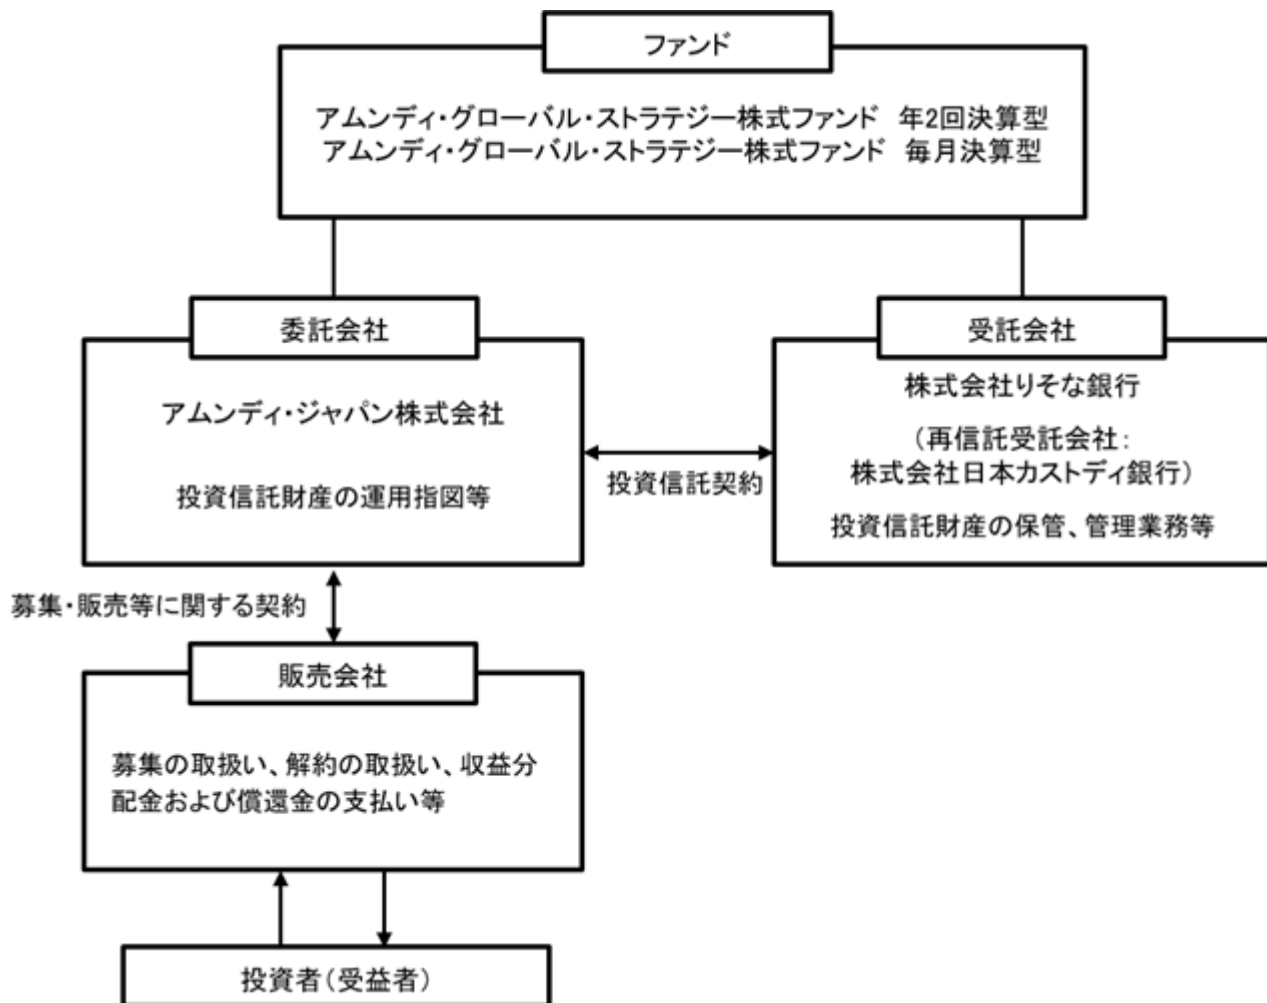 ファンド
アムンディ・グローバル・ストラテジー株式ファンド　年2回決算型
アムンディ・グローバル・ストラテジー株式ファンド　毎月決算型
委託会社
アムンディ・ジャパン株式会社
投資信託財産の運用指図等
投資信託契約
受託会社
株式会社りそな銀行
（再信託受託会社：
株式会社日本カストディ銀行）
投資信託財産の保管、管理業務等
募集・販売等に関する契約
販売会社
募集の取扱い、解約の取扱い、収益分
配金および償還金の支払い等
投資者（受益者）